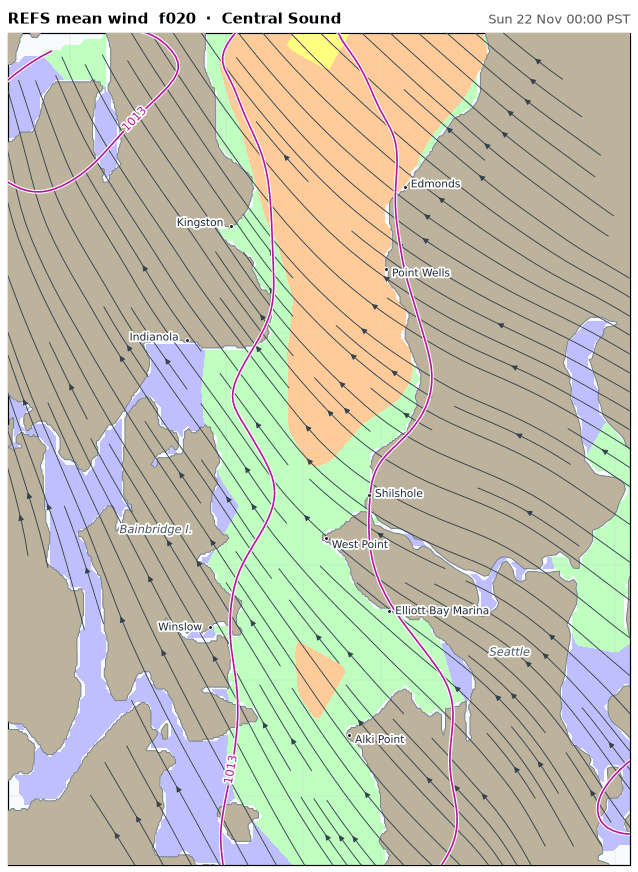 REFS mean wind f020 · Central Sound
Sun 22 Nov 00:00 PST
1013
Edmonds
Kingston
Point Wells
Indianola
Shilshole
Bainbridge I.
West Point
Elliott Bay Marina
Winslow
Seattle
Alki Point
1013